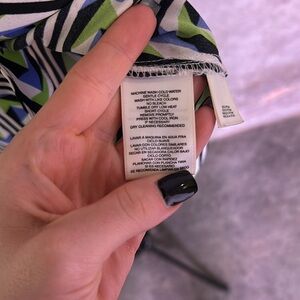 MACHINE WASH COLD WATER
GENTLE CYCLE
WASH WITH LIKE COLORS
NO BLEACH
TUMBLE DRY LOW HEAT
SHORT CYCLE
REMOVE PROMPTLY
PRESS WITH COOL IRON
IF NECESSARY
DRY CLEANING RECOMMENDED
LAVAR A MAQUINA EN AGUA FRIA
CICLO SUAVE
LAVAR CON COLORES SIMILARES
NO UTILIZAR BLANQUEADOR
SECAR EN SECADORA CALOR BAJO
CICLO CORTO
SACAR CON RAPIDEZ
PLANCHAR CON PLANCHA TIBIA
SI ES NECESARIO
SE RECOMIENDA LIMPIEZA EN SECO